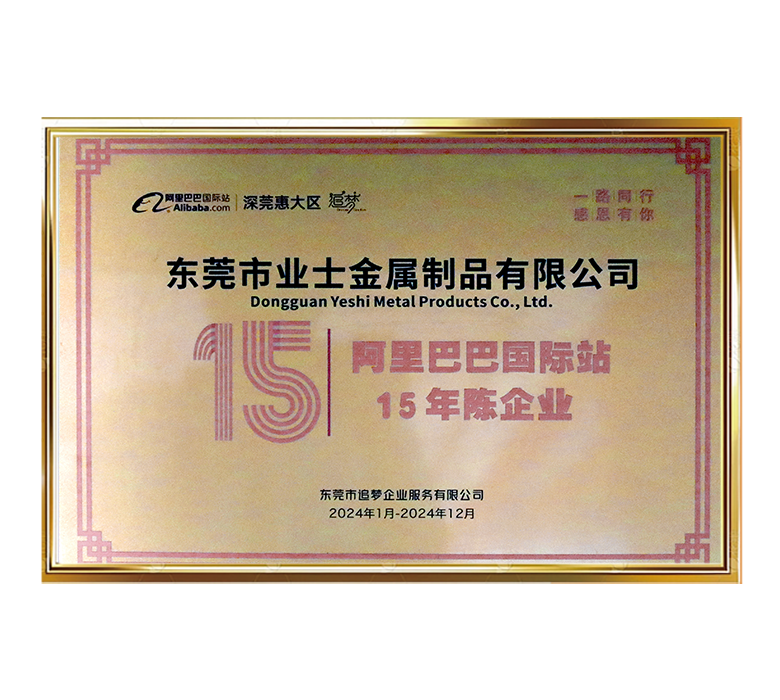 阿里巴巴国际站
Alibaba.com
深莞惠大区
追梦
一路同行
感恩有你
东莞市业士金属制品有限公司
Dongguan Yeshi Metal Products Co., Ltd.
15
阿里巴巴国际站
15年陈企业
东莞市追梦企业服务有限公司
2024年1月-2024年12月